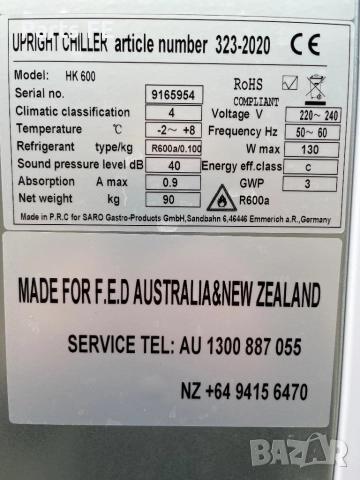 UPRIGHT CHILLER article number 323-2020 CE
Model: HK 600
RoHS
COMPLIANT
Serial no. 9165954
Climatic classification 4 Voltage V 220~ 240
Temperature °C -2~ +8 Frequency Hz 50~ 60
Refrigerant type/kg R600a/0.100 W max 130
Sound pressure level dB 40 Energy eff.class c
Absorption A max 0.9 GWP 3
Net weight kg 90 R600a
Made in P.R.C for SARO Gastro-Products GmbH,Sandbahn 6,46446 Emmerich a.R.,Germany
MADE FOR F.E.D AUSTRALIA&NEW ZEALAND
SERVICE TEL: AU 1300 887 055
NZ +64 9415 6470
BAZAR